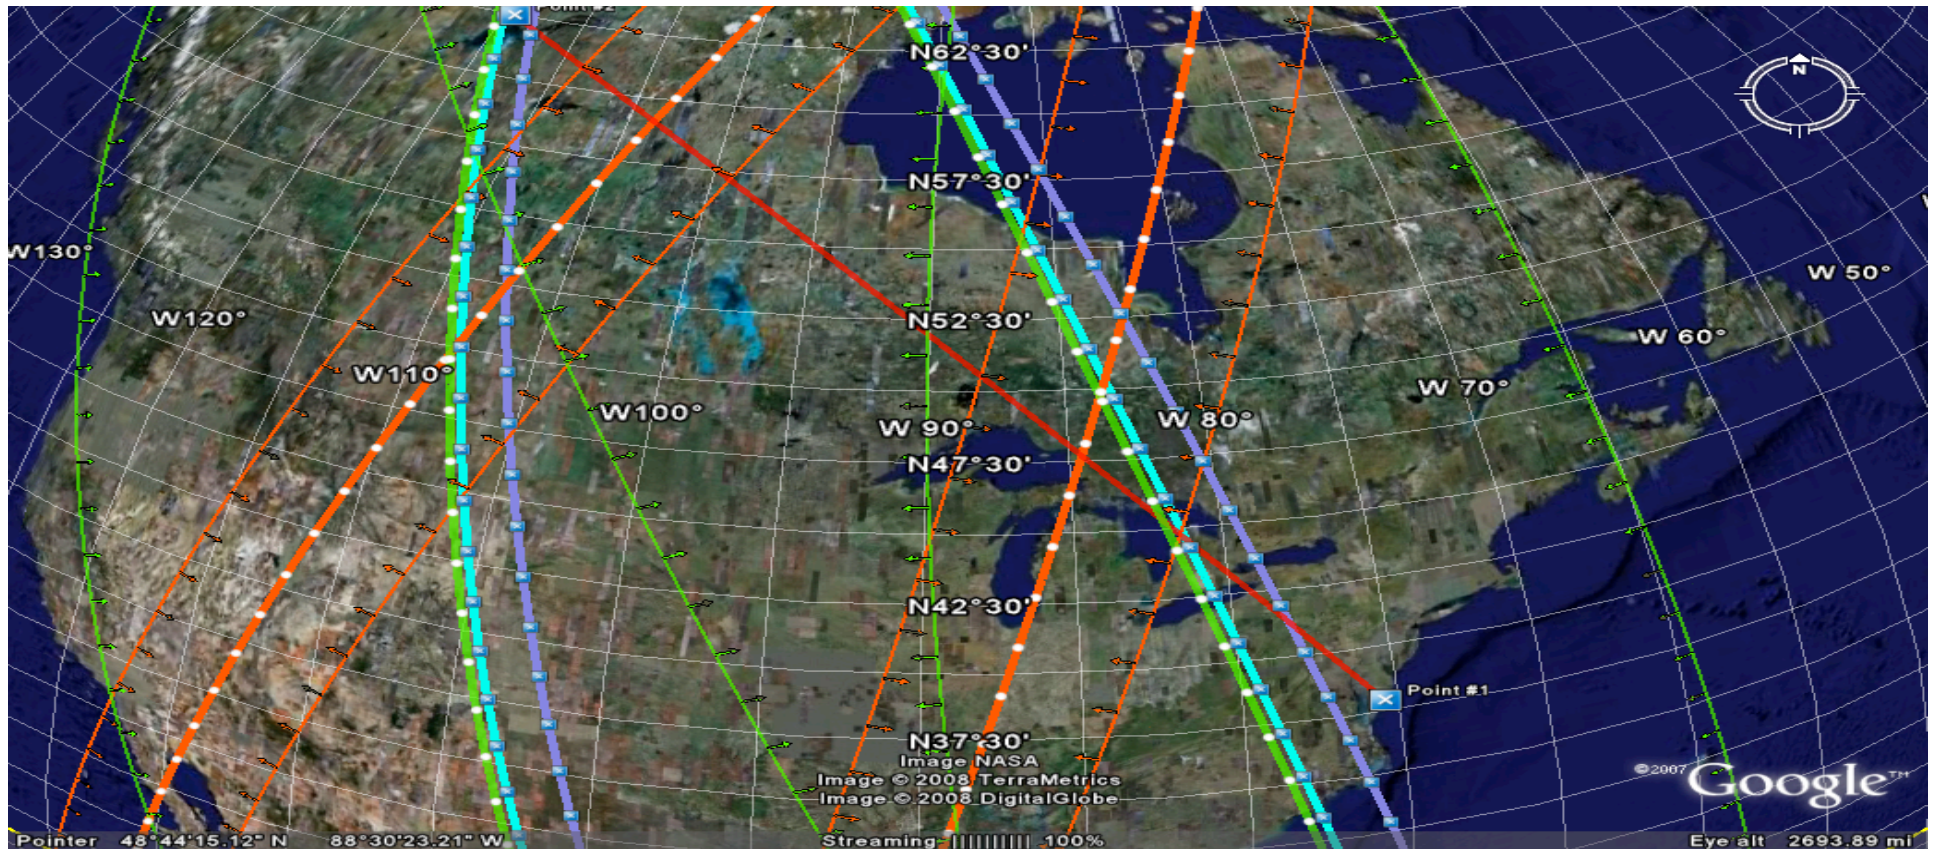 Point #2
N
N62°30'
N57°30'
W130°
W 50°
W120°
N52°30'
W 60°
W110°
W 70°
W100°
W 90°
W 80°
N47°30'
N42°30'
Point #1
N37°30'
Image NASA
Image © 2008 TerraMetrics
Image © 2008 DigitalGlobe
©2007 Google™
Pointer 48°44'15.12" N 88°30'23.21" W Streaming |||||||||| 100% Eye alt 2693.89 mi